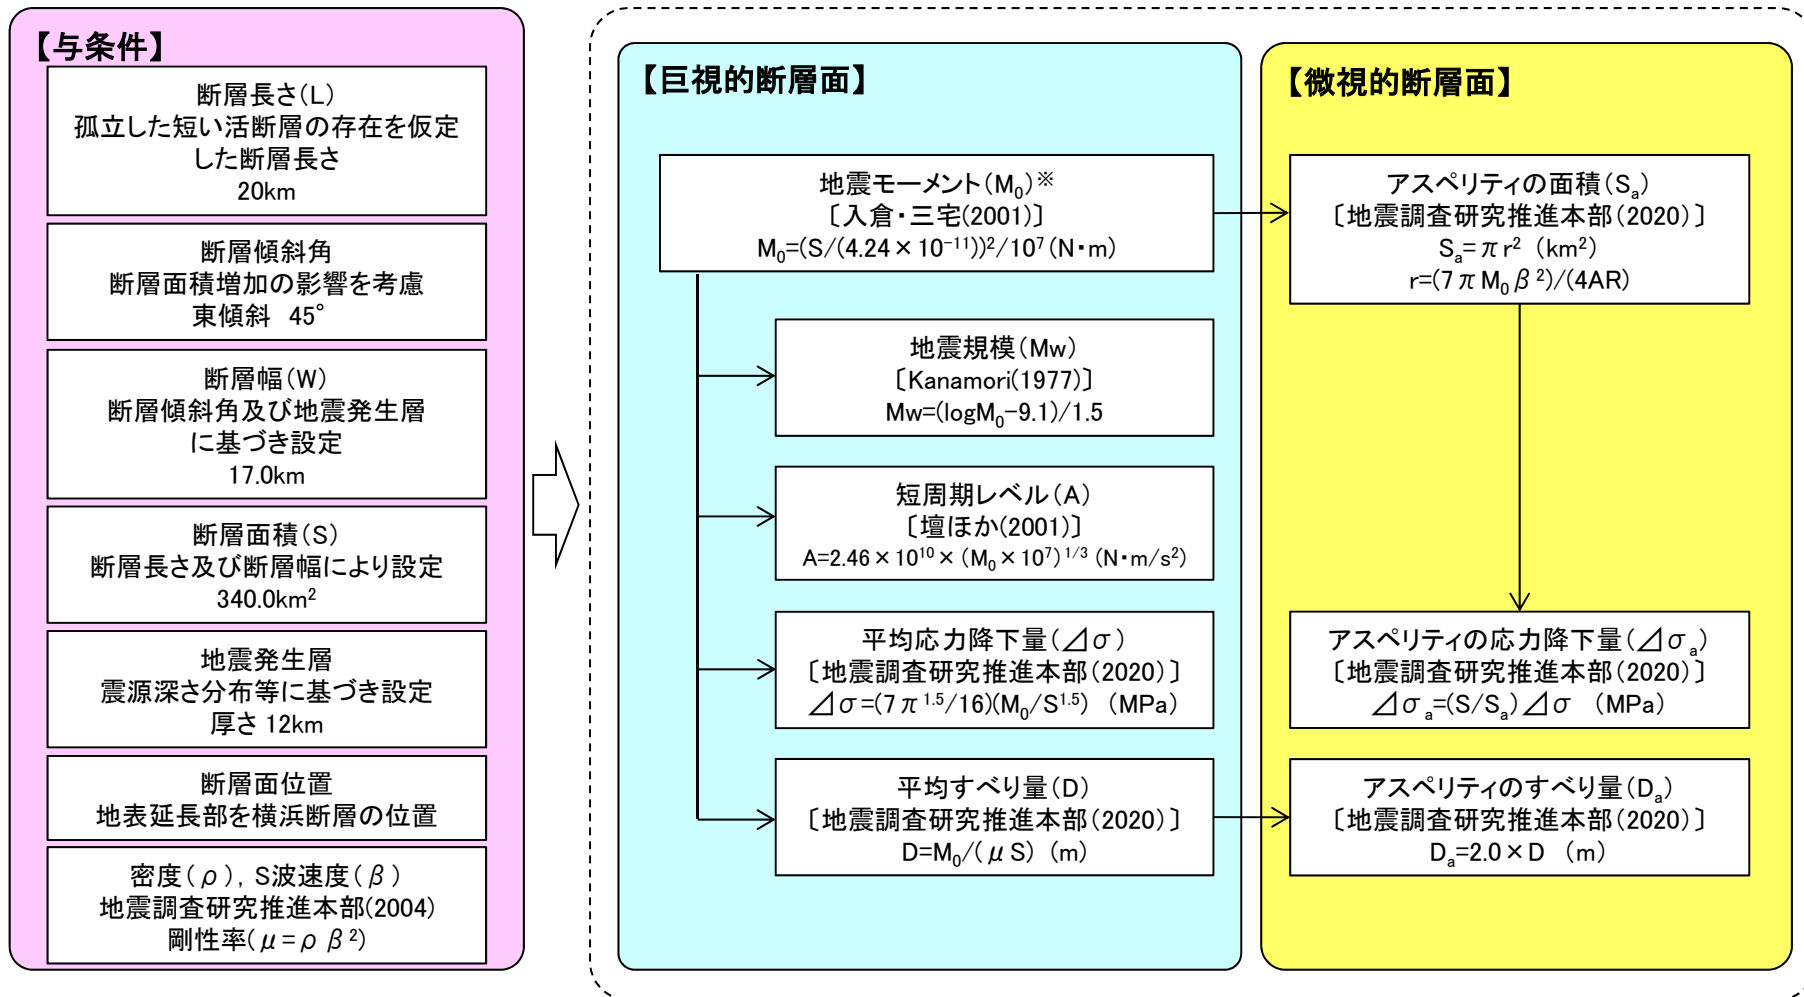 【与条件】
断層長さ(L)
孤立した短い活断層の存在を仮定
した断層長さ
20km
断層傾斜角
断層面積増加の影響を考慮
東傾斜 45°
断層幅(W)
断層傾斜角及び地震発生層
に基づき設定
17.0km
断層面積(S)
断層長さ及び断層幅により設定
340.0km²
地震発生層
震源深さ分布等に基づき設定
厚さ 12km
断層面位置
地表延長部を横浜断層の位置
密度(ρ), S波速度(β)
地震調査研究推進本部(2004)
剛性率(μ=ρβ²)
【巨視的断層面】
地震モーメント(M₀)※
〔入倉・三宅(2001)〕
M₀=(S/(4.24×10⁻¹¹))²/10⁷(N・m)
地震規模(Mw)
〔Kanamori(1977)〕
Mw=(logM₀-9.1)/1.5
短周期レベル(A)
〔壇ほか(2001)〕
A=2.46×10¹⁰×(M₀×10⁷)¹/³(N・m/s²)
平均応力降下量(⊿σ)
〔地震調査研究推進本部(2020)〕
⊿σ=(7π¹·⁵/16)(M₀/S¹·⁵) (MPa)
平均すべり量(D)
〔地震調査研究推進本部(2020)〕
D=M₀/(μS) (m)
【微視的断層面】
アスペリティの面積(Sₐ)
〔地震調査研究推進本部(2020)〕
Sₐ=πr² (km²)
r=(7πM₀β²)/(4AR)
アスペリティの応力降下量(⊿σₐ)
〔地震調査研究推進本部(2020)〕
⊿σₐ=(S/Sₐ)⊿σ (MPa)
アスペリティのすべり量(Dₐ)
〔地震調査研究推進本部(2020)〕
Dₐ=2.0×D (m)